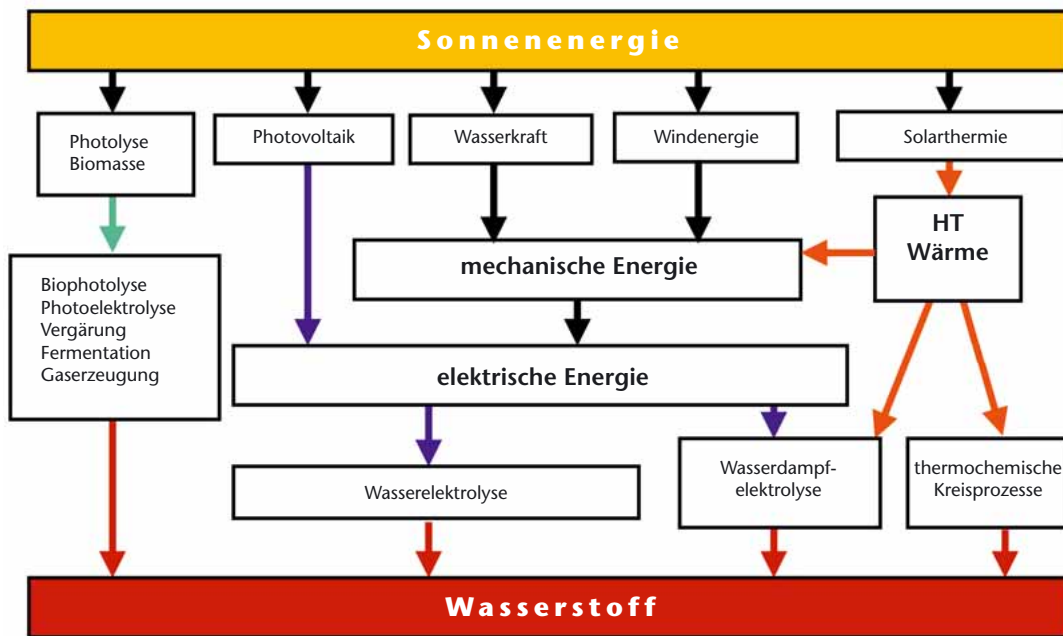 Sonnenenergie
Photolyse
Biomasse
Photovoltaik
Wasserkraft
Windenergie
Solarthermie
HT
Wärme
mechanische Energie
Biophotolyse
Photoelektrolyse
Vergärung
Fermentation
Gaserzeugung
elektrische Energie
Wasserelektrolyse
Wasserdampf-
elektrolyse
thermochemische
Kreisprozesse
Wasserstoff